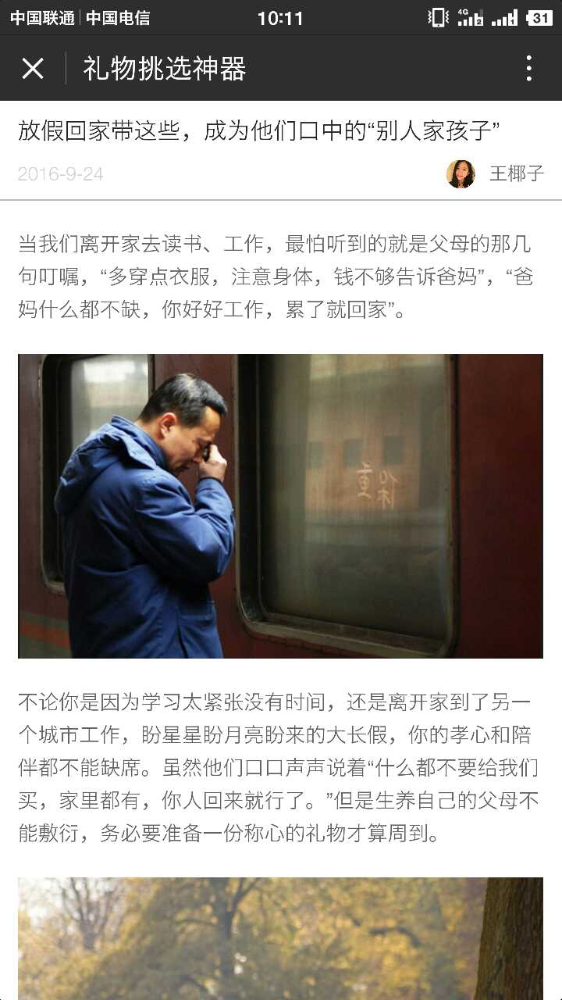 中国联通 中国电信 10:11 4G 2 1 31
礼物挑选神器
放假回家带这些，成为他们口中的“别人家孩子”
2016-9-24 王椰子
当我们离开家去读书、工作，最怕听到的就是父母的那几
句叮嘱，“多穿点衣服，注意身体，钱不够告诉爸妈”，“爸
妈什么都不缺，你好好工作，累了就回家”。
保重
不论你是因为学习太紧张没有时间，还是离开家到了另一
个城市工作，盼星星盼月亮盼来的大长假，你的孝心和陪
伴都不能缺席。虽然他们口口声声说着“什么都不要给我们
买，家里都有，你人回来就行了。”但是生养自己的父母不
能敷衍，务必要准备一份称心的礼物才算周到。